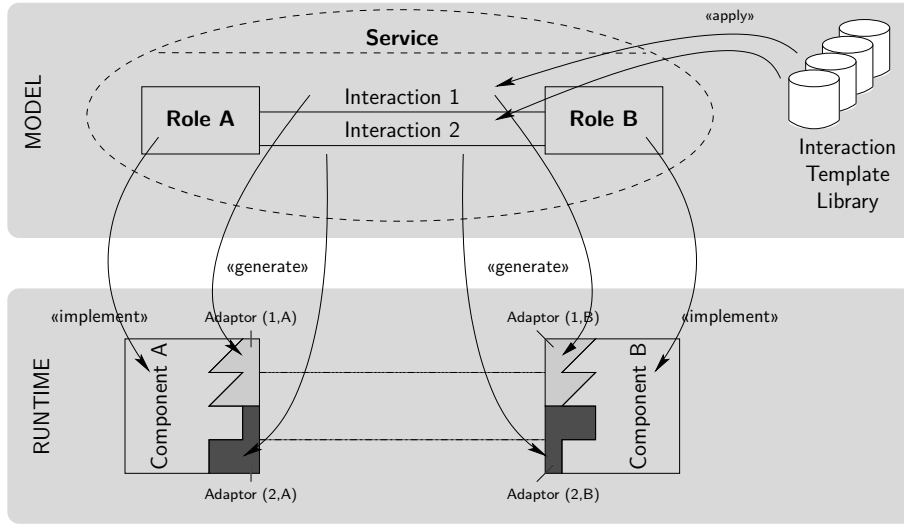 «apply»
Service
MODEL
Interaction 1
Role A
Role B
Interaction 2
Interaction
Template
Library
«generate»
«generate»
«implement»
Adaptor (1,A)
Adaptor (1,B)
«implement»
RUNTIME
Component A
Component B
Adaptor (2,A)
Adaptor (2,B)